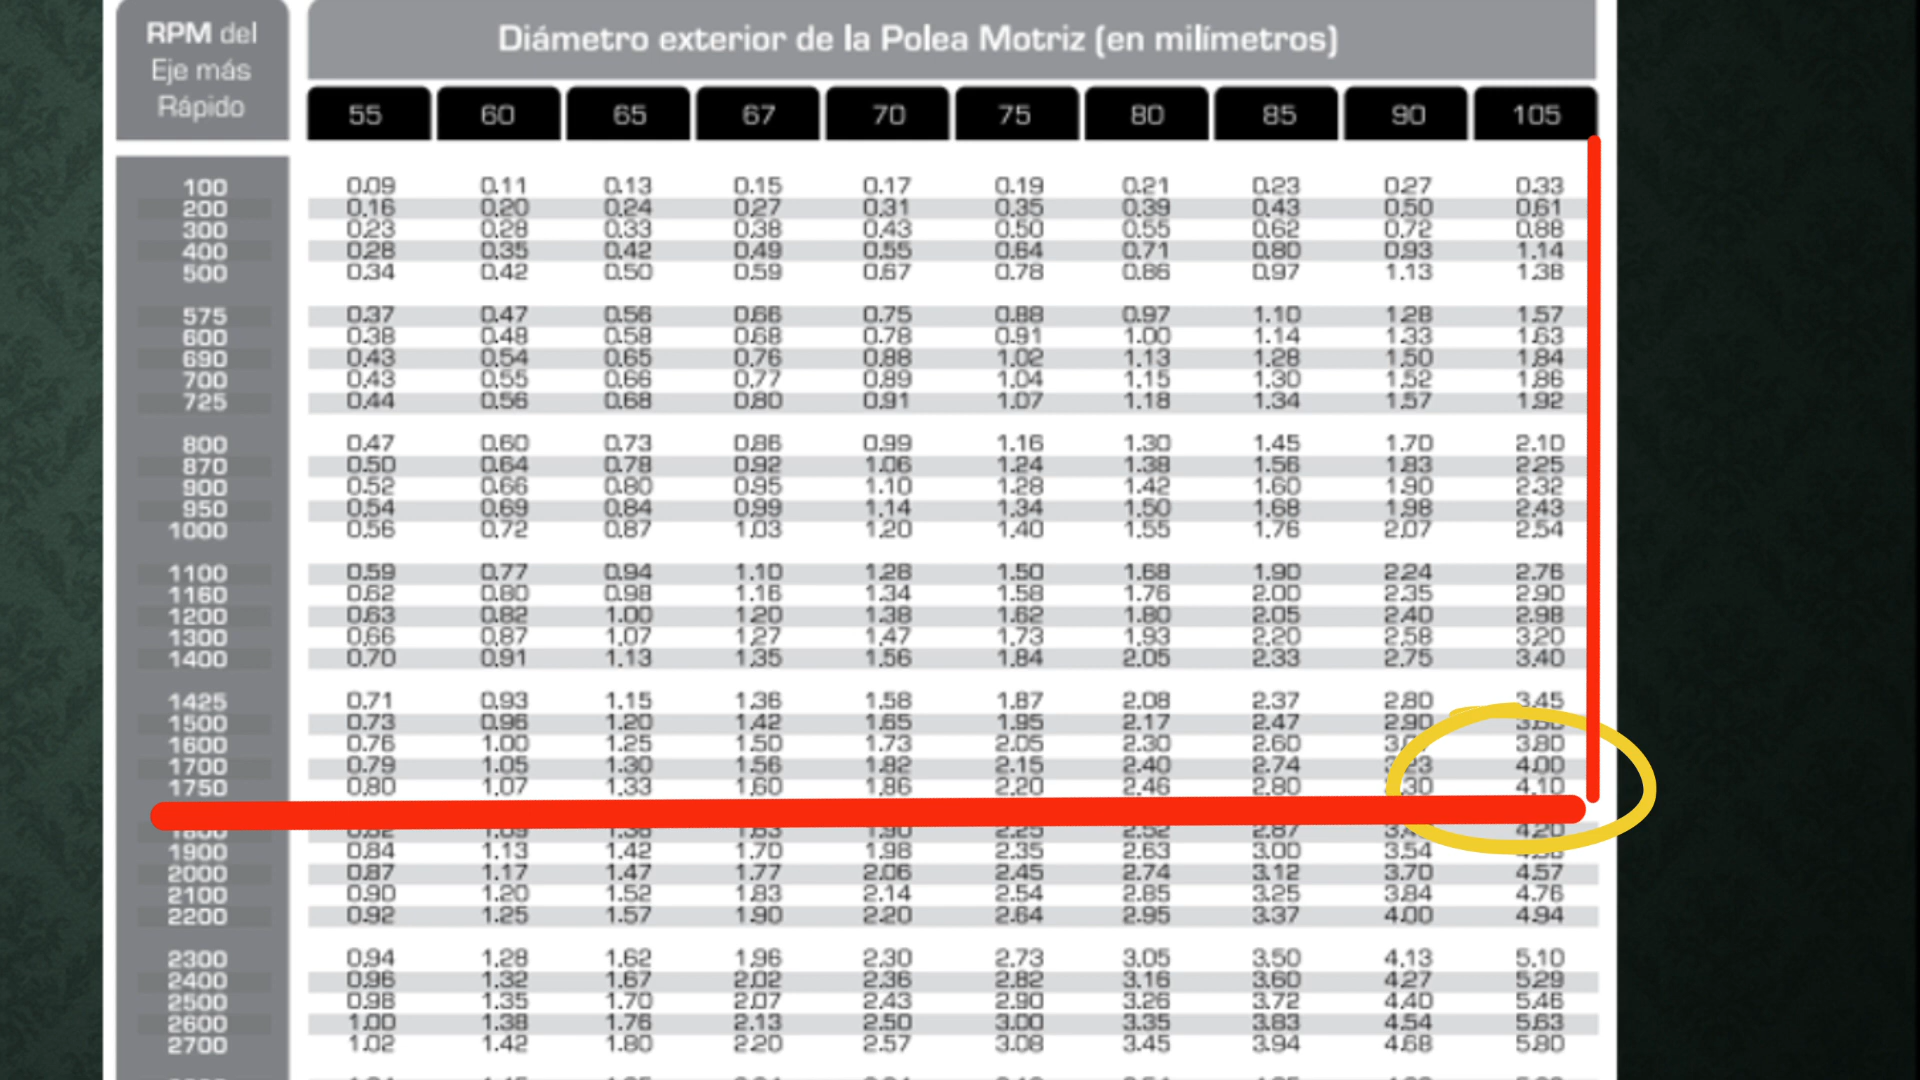 RPM del
Eje más
Rápido
Diámetro exterior de la Polea Motriz (en milímetros)
55 60 65 67 70 75 80 85 90 105
100 0.09 0.11 0.13 0.15 0.17 0.19 0.21 0.23 0.27 0.33
200 0.16 0.20 0.24 0.27 0.31 0.35 0.39 0.43 0.50 0.61
300 0.23 0.28 0.33 0.38 0.43 0.50 0.55 0.62 0.72 0.88
400 0.28 0.35 0.42 0.49 0.55 0.64 0.71 0.80 0.93 1.14
500 0.34 0.42 0.50 0.59 0.67 0.78 0.86 0.97 1.13 1.38
575 0.37 0.47 0.56 0.66 0.75 0.88 0.97 1.10 1.28 1.57
600 0.38 0.48 0.58 0.68 0.78 0.91 1.00 1.14 1.33 1.63
690 0.43 0.54 0.65 0.76 0.88 1.02 1.13 1.28 1.50 1.84
700 0.43 0.55 0.66 0.77 0.89 1.04 1.15 1.30 1.52 1.86
725 0.44 0.56 0.68 0.80 0.91 1.07 1.18 1.34 1.57 1.92
800 0.47 0.60 0.73 0.86 0.99 1.16 1.30 1.45 1.70 2.10
870 0.50 0.64 0.78 0.92 1.06 1.24 1.38 1.56 1.83 2.25
900 0.52 0.66 0.80 0.95 1.10 1.28 1.42 1.60 1.90 2.32
950 0.54 0.69 0.84 0.99 1.14 1.34 1.50 1.68 1.98 2.43
1000 0.56 0.72 0.87 1.03 1.20 1.40 1.55 1.76 2.07 2.54
1100 0.59 0.77 0.94 1.10 1.28 1.50 1.68 1.90 2.24 2.76
1160 0.62 0.80 0.98 1.16 1.34 1.58 1.76 2.00 2.35 2.90
1200 0.63 0.82 1.00 1.20 1.38 1.62 1.80 2.05 2.40 2.98
1300 0.66 0.87 1.07 1.27 1.47 1.73 1.93 2.20 2.58 3.20
1400 0.70 0.91 1.13 1.35 1.56 1.84 2.05 2.33 2.75 3.40
1425 0.71 0.93 1.15 1.36 1.58 1.87 2.08 2.37 2.80 3.45
1500 0.73 0.96 1.20 1.42 1.65 1.95 2.17 2.47 2.90
1600 0.76 1.00 1.25 1.50 1.73 2.05 2.30 2.60 3.80
1700 0.79 1.05 1.30 1.56 1.82 2.15 2.40 2.74 4.00
1750 0.80 1.07 1.33 1.60 1.86 2.20 2.46 2.80 4.10
1800 0.82 1.09 1.36 1.63 1.90 2.25 2.52 2.87 4.20
1900 0.84 1.13 1.42 1.70 1.98 2.35 2.63 3.00 3.54
2000 0.87 1.17 1.47 1.77 2.06 2.45 2.74 3.12 3.70 4.57
2100 0.90 1.20 1.52 1.83 2.14 2.54 2.85 3.25 3.84 4.76
2200 0.92 1.25 1.57 1.90 2.20 2.64 2.95 3.37 4.00 4.94
2300 0.94 1.28 1.62 1.96 2.30 2.73 3.05 3.50 4.13 5.10
2400 0.96 1.32 1.67 2.02 2.36 2.82 3.16 3.60 4.27 5.29
2500 0.98 1.35 1.70 2.07 2.43 2.90 3.26 3.72 4.40 5.46
2600 1.00 1.38 1.76 2.13 2.50 3.00 3.35 3.83 4.54 5.63
2700 1.02 1.42 1.80 2.20 2.57 3.08 3.45 3.94 4.68 5.80